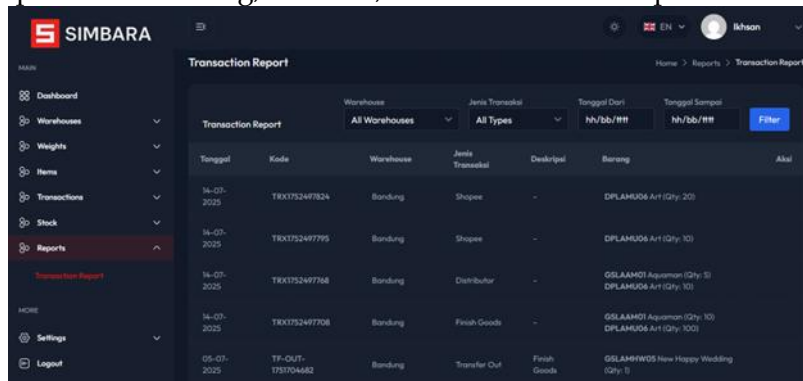 SIMBARA
EN
Ikhsan
MAIN
Transaction Report
Home > Reports > Transaction Report
Dashboard
Warehouses
Weights
Items
Transactions
Stock
Reports
Transaction Report
MORE
Settings
Logout
Transaction Report
Warehouse
All Warehouses
Jenis Transaksi
All Types
Tanggal Dari
hh/bb/tttt
Tanggal Sampai
hh/bb/tttt
Filter
Tanggal Kode Warehouse Jenis Transaksi Deskripsi Barang Aksi
14-07-2025 TRX1752497824 Bandung Shopee - DPLAMU06 Art (Qty: 20)
14-07-2025 TRX1752497795 Bandung Shopee - DPLAMU06 Art (Qty: 10)
14-07-2025 TRX1752497768 Bandung Distributor - GSLAAM01 Aquaman (Qty: 5)
DPLAMU06 Art (Qty: 10)
14-07-2025 TRX1752497708 Bandung Finish Goods - GSLAAM01 Aquaman (Qty: 10)
DPLAMU06 Art (Qty: 100)
05-07-2025 TF-OUT-1751704682 Bandung Transfer Out Finish Goods GSLAMHW05 New Happy Wedding (Qty: 1)